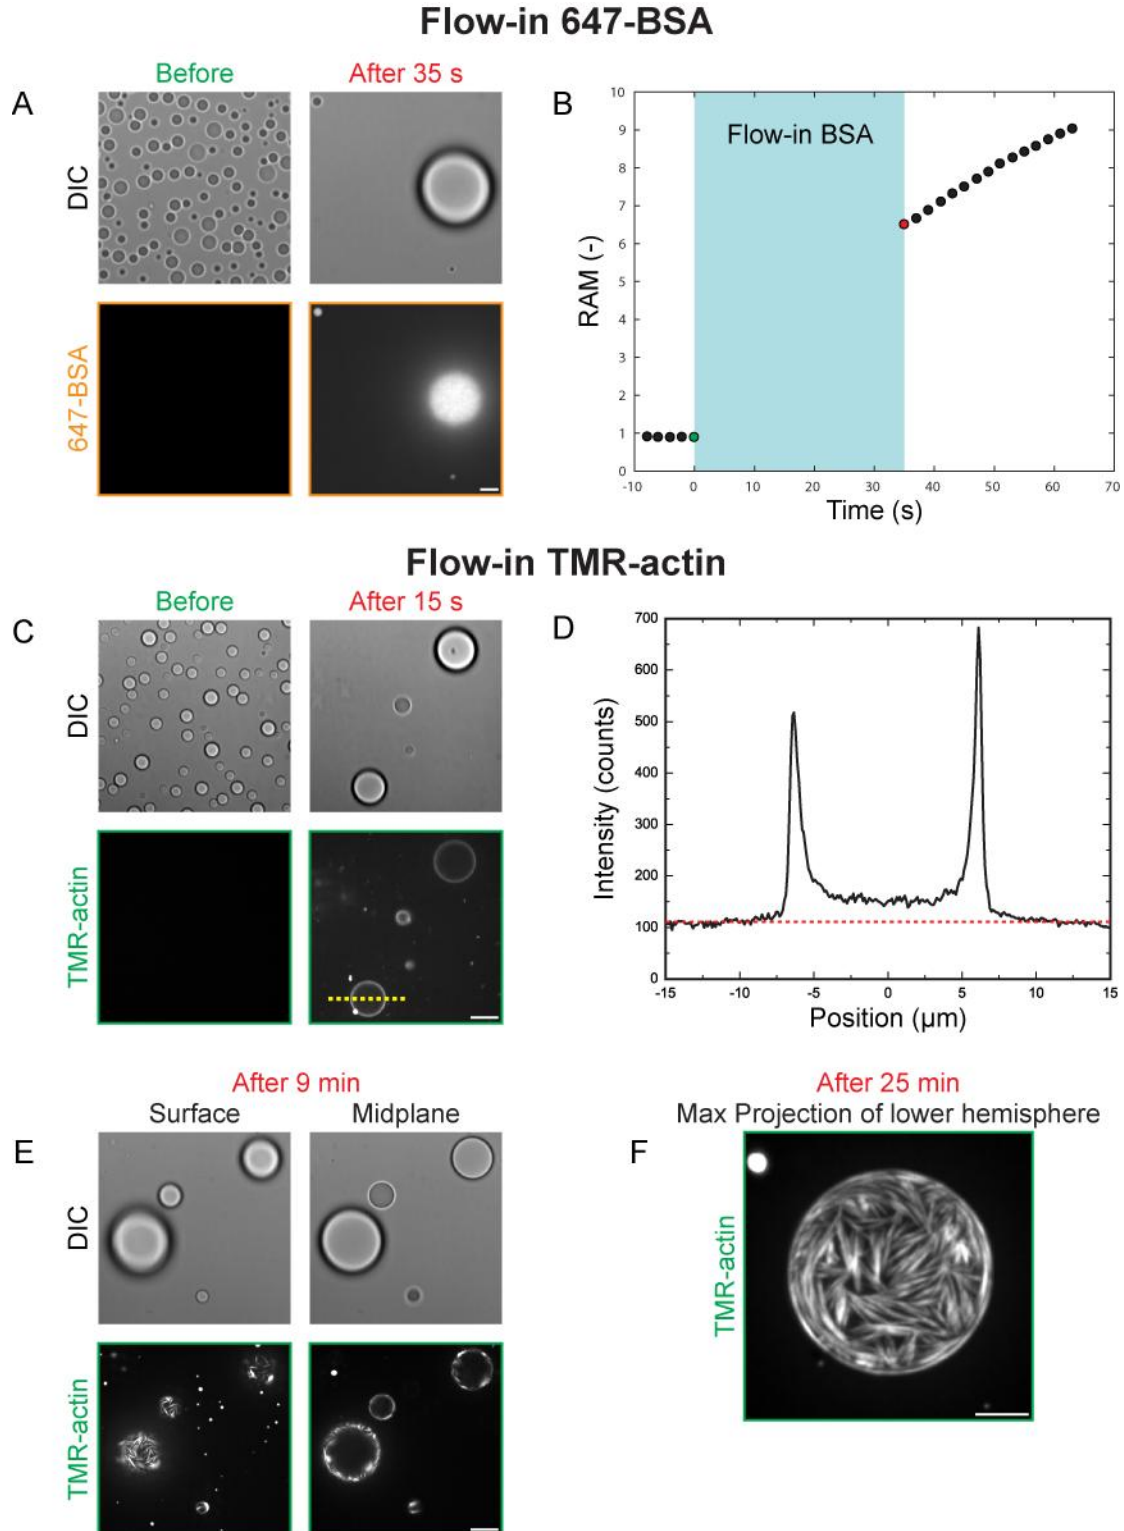 Flow-in 647-BSA
A
Before
After 35 s
DIC
647-BSA
B
RAM (-)
10
9
8
7
6
5
4
3
2
1
0
Flow-in BSA
-10 0 10 20 30 40 50 60 70
Time (s)
Flow-in TMR-actin
C
Before
After 15 s
DIC
TMR-actin
D
Intensity (counts)
700
600
500
400
300
200
100
0
-15 -10 -5 0 5 10 15
Position (µm)
After 9 min
Surface
Midplane
E
DIC
TMR-actin
After 25 min
Max Projection of lower hemisphere
F
TMR-actin